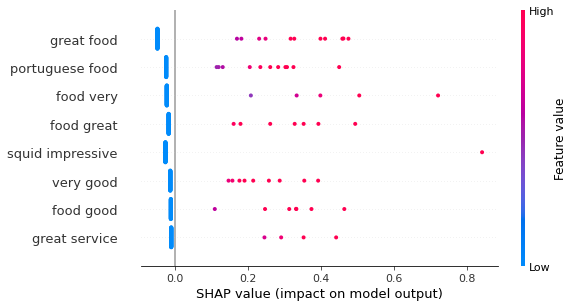 High
great food
portuguese food
food very
food great
squid impressive
very good
food good
great service
Feature value
Low
0.0 0.2 0.4 0.6 0.8
SHAP value (impact on model output)